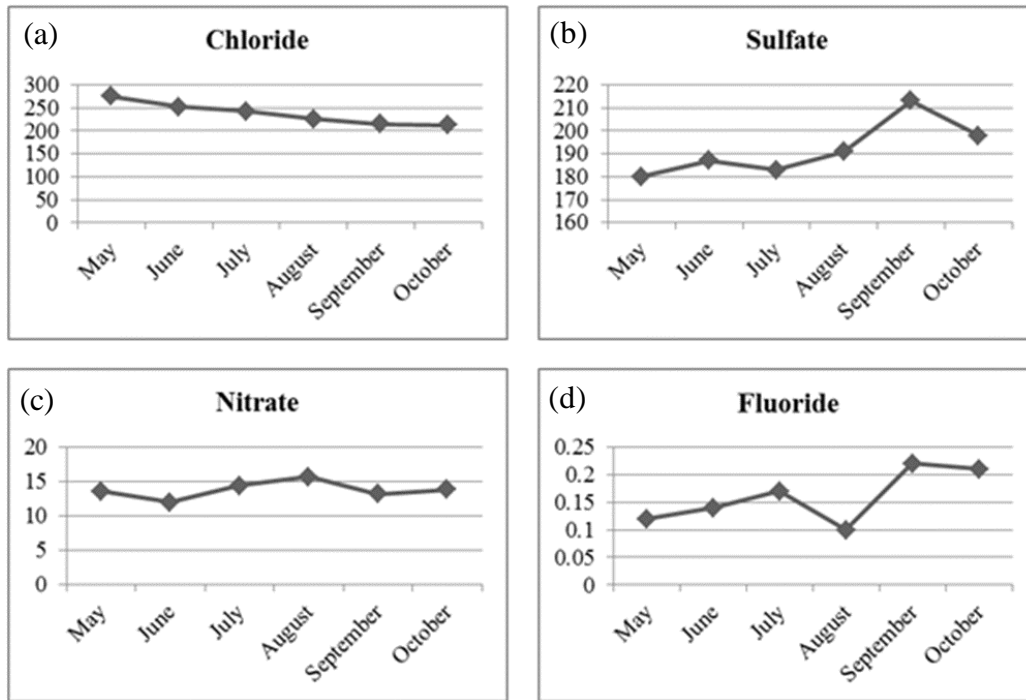 (a)
Chloride
300
250
200
150
100
50
0
May
June
July
August
September
October
(b)
Sulfate
220
210
200
190
180
170
160
May
June
July
August
September
October
(c)
Nitrate
20
15
10
5
0
May
June
July
August
September
October
(d)
Fluoride
0.25
0.2
0.15
0.1
0.05
0
May
June
July
August
September
October